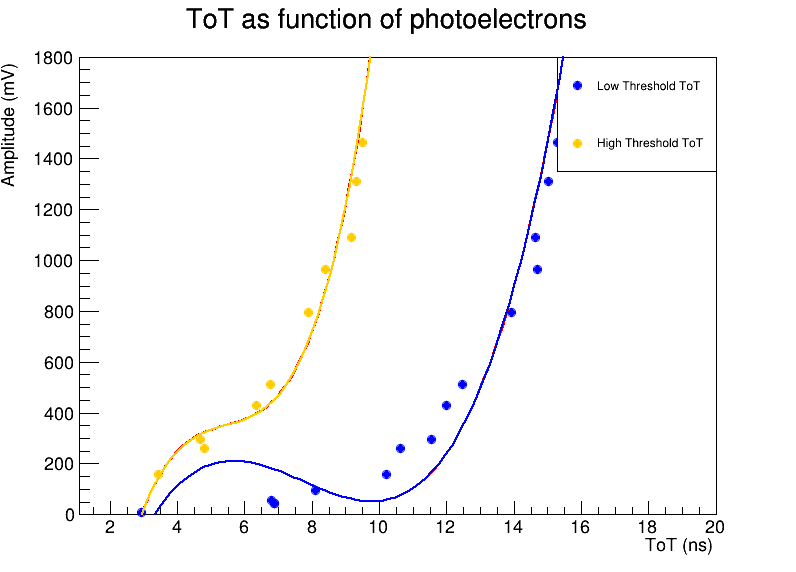 ToT as function of photoelectrons
Amplitude (mV)
1800
1600
1400
1200
1000
800
600
400
200
0
Low Threshold ToT
High Threshold ToT
2 4 6 8 10 12 14 16 18 20
ToT (ns)